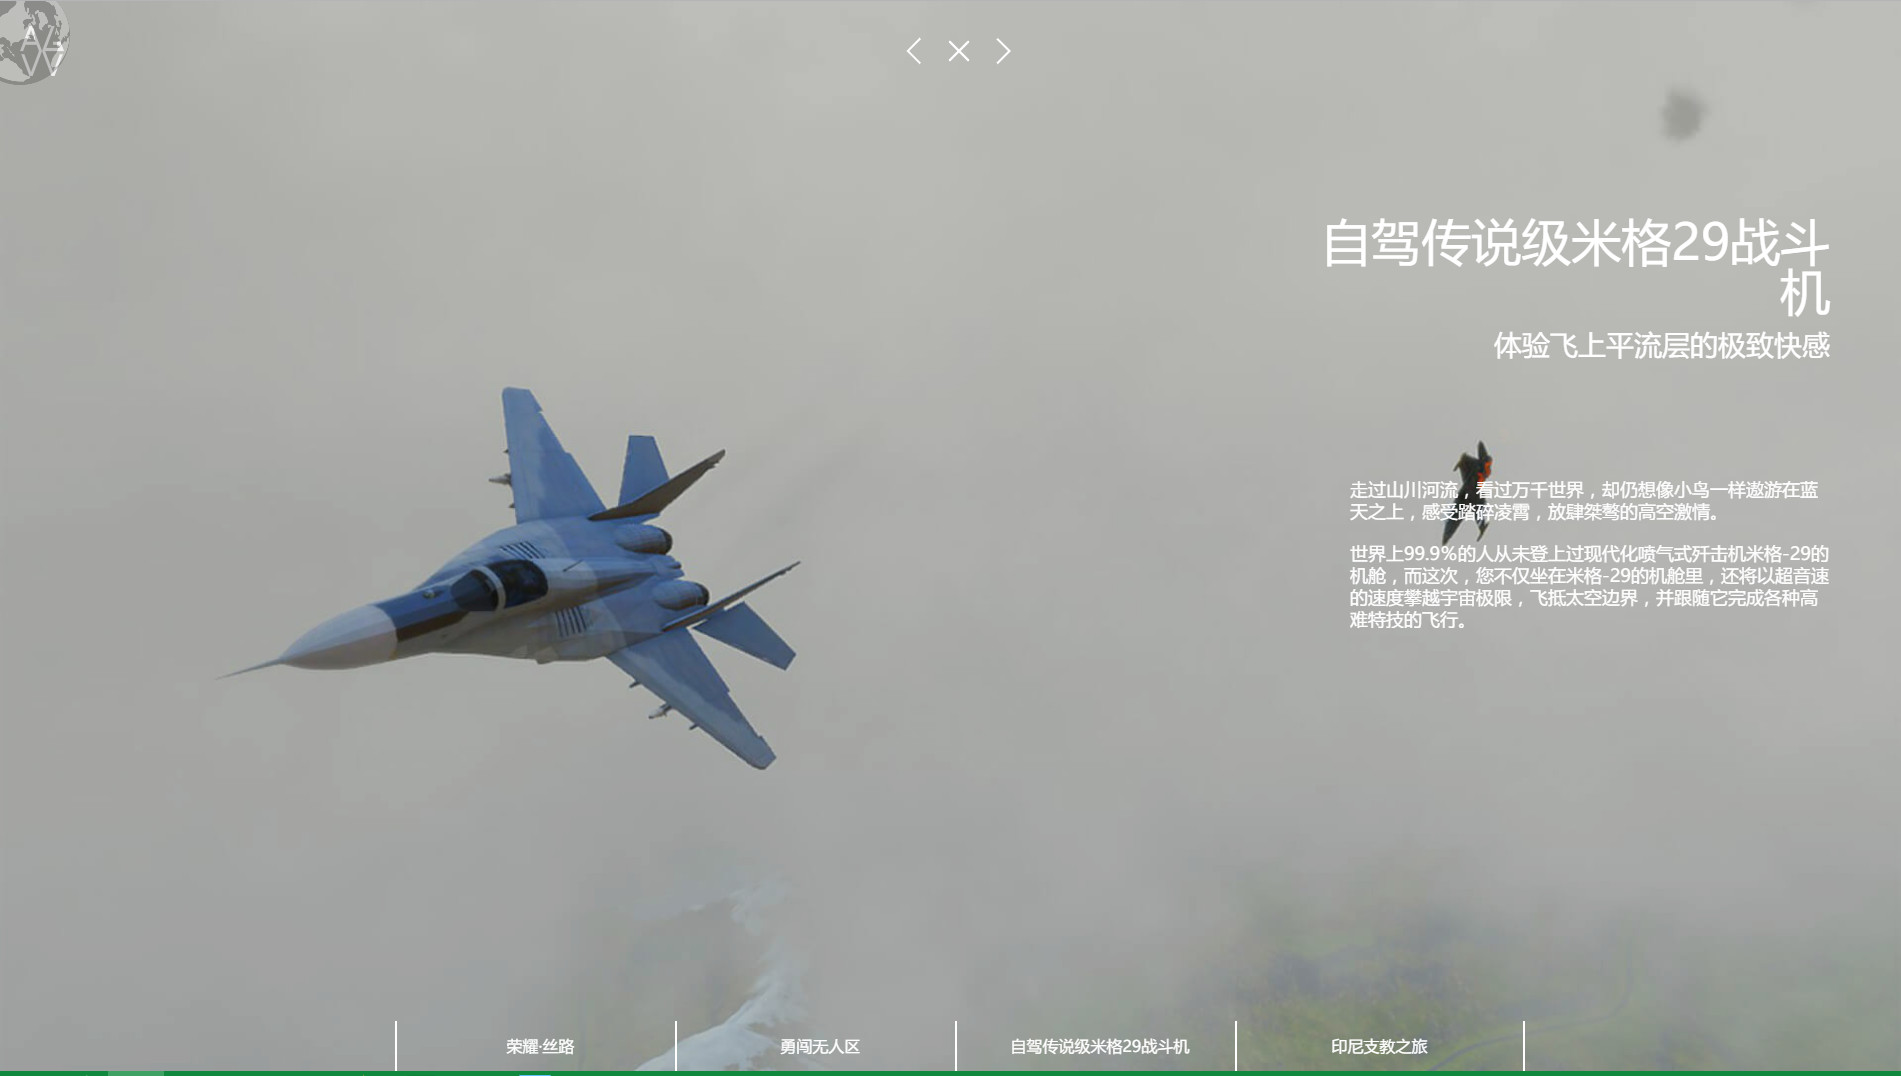 自驾传说级米格29战斗
机
体验飞上平流层的极致快感
走过山川河流，看过万千世界，却仍想像小鸟一样遨游在蓝
天之上，感受踏碎凌霄，放肆桀骜的高空激情。
世界上99.9％的人从未登上过现代化喷气式歼击机米格-29的
机舱，而这次，您不仅坐在米格-29的机舱里，还将以超音速
的速度攀越宇宙极限，飞抵太空边界，并跟随它完成各种高
难特技的飞行。
荣耀·丝路
勇闯无人区
自驾传说级米格29战斗机
印尼支教之旅